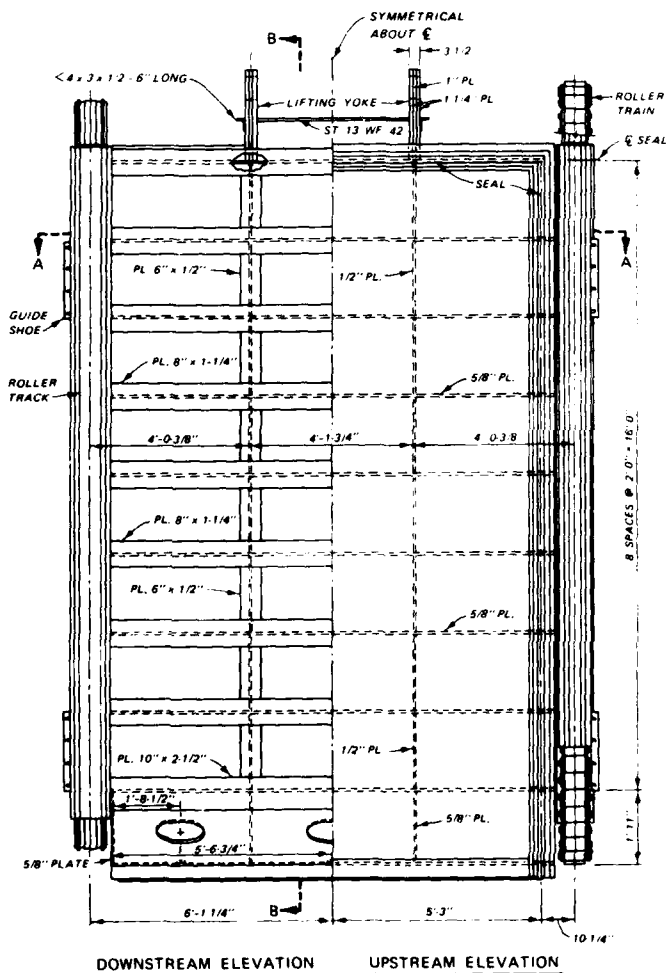 SYMMETRICAL
ABOUT ℄
B
3 1/2
1" PL
1 1/4" PL
<4 x 3 x 1/2 - 6" LONG
LIFTING YOKE
ST 13 WF 42
ROLLER
TRAIN
℄ SEAL
SEAL
A
A
PL 6" x 1/2"
1/2" PL.
GUIDE
SHOE
PL. 8" x 1-1/4"
5/8" PL.
ROLLER
TRACK
4'-0-3/8"
4'-1-3/4"
4 0-3/8
8 SPACES @ 2'-0" = 16'-0
PL. 8" x 1-1/4"
PL. 6" x 1/2"
5/8" PL.
PL. 10" x 2-1/2"
1/2" PL
1'-8-1/2"
5/8" PL.
1'-11"
5/8" PLATE
5'-6-3/4"
B
6'-1 1/4"
5'-3"
10-1/4"
DOWNSTREAM ELEVATION
UPSTREAM ELEVATION